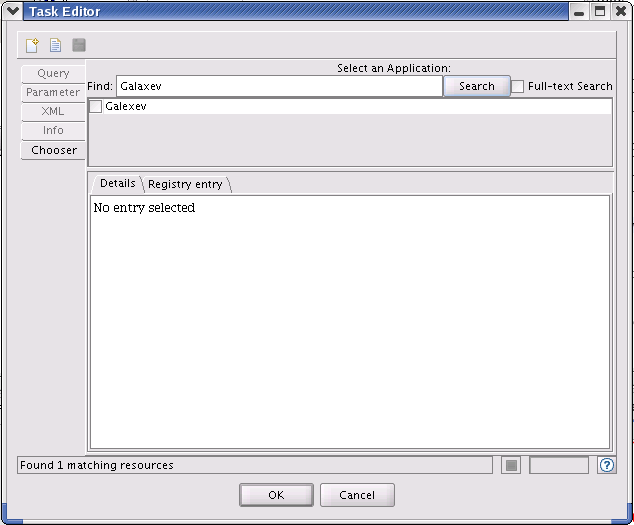 Task Editor
Select an Application:
Query
Find: Galaxev Search Full-text Search
Parameter
XML
Galexev
Info
Chooser
Details Registry entry
No entry selected
Found 1 matching resources ?
OK Cancel